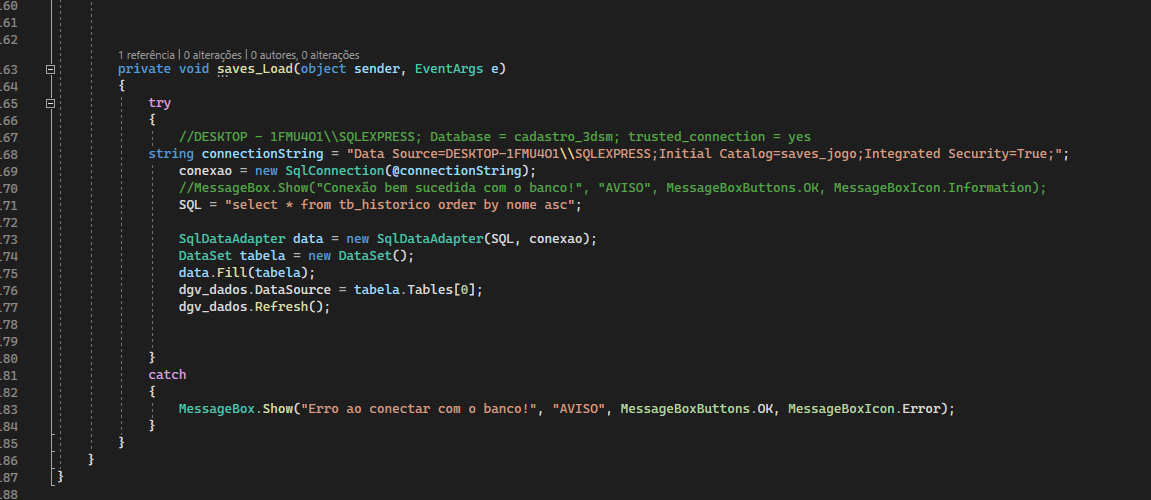 160
161
162
1 referência | 0 alterações | 0 autores, 0 alterações
163 private void saves_Load(object sender, EventArgs e)
164 {
165 try
166 {
167 //DESKTOP - 1FMU4O1\\SQLEXPRESS; Database = cadastro_3dsm; trusted_connection = yes
168 string connectionString = "Data Source=DESKTOP-1FMU4O1\\SQLEXPRESS;Initial Catalog=saves_jogo;Integrated Security=True;";
169 conexao = new SqlConnection(@connectionString);
170 //MessageBox.Show("Conexão bem sucedida com o banco!", "AVISO", MessageBoxButtons.OK, MessageBoxIcon.Information);
171 SQL = "select * from tb_historico order by nome asc";
172
173 SqlDataAdapter data = new SqlDataAdapter(SQL, conexao);
174 DataSet tabela = new DataSet();
175 data.Fill(tabela);
176 dgv_dados.DataSource = tabela.Tables[0];
177 dgv_dados.Refresh();
178
179
180 }
181 catch
182 {
183 MessageBox.Show("Erro ao conectar com o banco!", "AVISO", MessageBoxButtons.OK, MessageBoxIcon.Error);
184 }
185 }
186 }
187 }
188